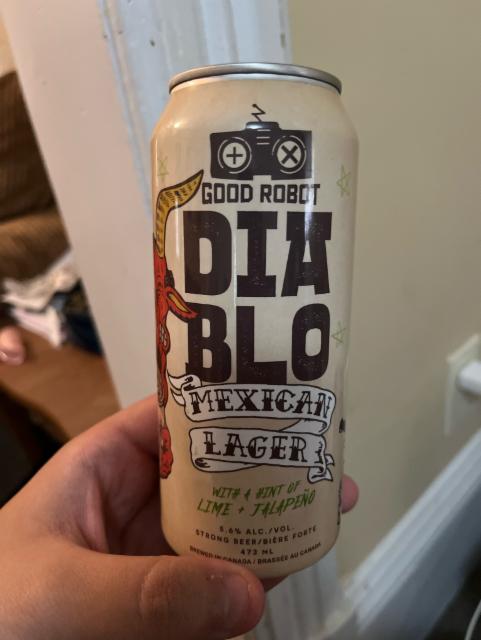 GOOD ROBOT
DIA
BLO
MEXICAN
LAGER
WITH A HINT OF
LIME + JALAPEÑO
5.6% ALC./VOL.
STRONG BEER/BIÈRE FORTE
473 ML
BREWED IN CANADA / BRASSÉE AU CANADA